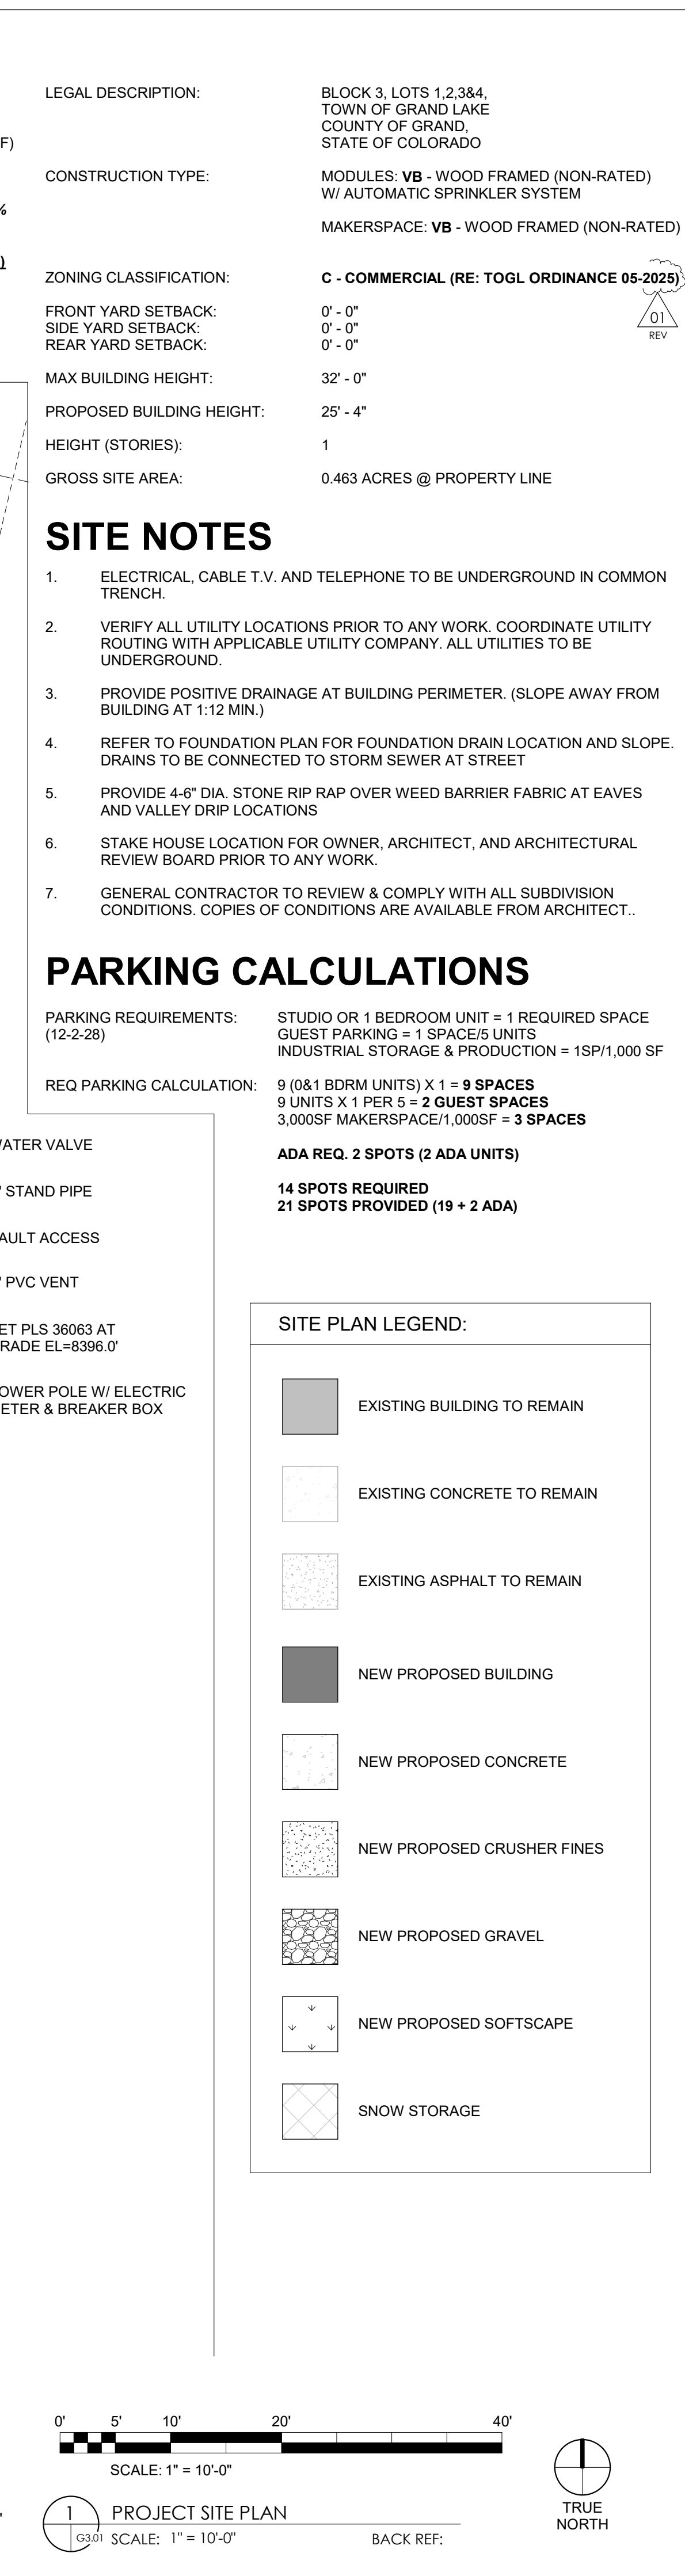 F)
%
)
LEGAL DESCRIPTION: BLOCK 3, LOTS 1,2,3&4,
TOWN OF GRAND LAKE
COUNTY OF GRAND,
STATE OF COLORADO
CONSTRUCTION TYPE: MODULES: VB - WOOD FRAMED (NON-RATED)
W/ AUTOMATIC SPRINKLER SYSTEM
MAKERSPACE: VB - WOOD FRAMED (NON-RATED)
ZONING CLASSIFICATION: C - COMMERCIAL (RE: TOGL ORDINANCE 05-2025)
01
REV
FRONT YARD SETBACK: 0' - 0"
SIDE YARD SETBACK: 0' - 0"
REAR YARD SETBACK: 0' - 0"
MAX BUILDING HEIGHT: 32' - 0"
PROPOSED BUILDING HEIGHT: 25' - 4"
HEIGHT (STORIES): 1
GROSS SITE AREA: 0.463 ACRES @ PROPERTY LINE
SITE NOTES
1. ELECTRICAL, CABLE T.V. AND TELEPHONE TO BE UNDERGROUND IN COMMON
TRENCH.
2. VERIFY ALL UTILITY LOCATIONS PRIOR TO ANY WORK. COORDINATE UTILITY
ROUTING WITH APPLICABLE UTILITY COMPANY. ALL UTILITIES TO BE
UNDERGROUND.
3. PROVIDE POSITIVE DRAINAGE AT BUILDING PERIMETER. (SLOPE AWAY FROM
BUILDING AT 1:12 MIN.)
4. REFER TO FOUNDATION PLAN FOR FOUNDATION DRAIN LOCATION AND SLOPE.
DRAINS TO BE CONNECTED TO STORM SEWER AT STREET
5. PROVIDE 4-6" DIA. STONE RIP RAP OVER WEED BARRIER FABRIC AT EAVES
AND VALLEY DRIP LOCATIONS
6. STAKE HOUSE LOCATION FOR OWNER, ARCHITECT, AND ARCHITECTURAL
REVIEW BOARD PRIOR TO ANY WORK.
7. GENERAL CONTRACTOR TO REVIEW & COMPLY WITH ALL SUBDIVISION
CONDITIONS. COPIES OF CONDITIONS ARE AVAILABLE FROM ARCHITECT..
PARKING CALCULATIONS
PARKING REQUIREMENTS: STUDIO OR 1 BEDROOM UNIT = 1 REQUIRED SPACE
(12-2-28) GUEST PARKING = 1 SPACE/5 UNITS
INDUSTRIAL STORAGE & PRODUCTION = 1SP/1,000 SF
REQ PARKING CALCULATION: 9 (0&1 BDRM UNITS) X 1 = 9 SPACES
9 UNITS X 1 PER 5 = 2 GUEST SPACES
3,000SF MAKERSPACE/1,000SF = 3 SPACES
ADA REQ. 2 SPOTS (2 ADA UNITS)
14 SPOTS REQUIRED
21 SPOTS PROVIDED (19 + 2 ADA)
ATER VALVE
" STAND PIPE
AULT ACCESS
" PVC VENT
ET PLS 36063 AT
RADE EL=8396.0'
OWER POLE W/ ELECTRIC
ETER & BREAKER BOX
SITE PLAN LEGEND:
EXISTING BUILDING TO REMAIN
EXISTING CONCRETE TO REMAIN
EXISTING ASPHALT TO REMAIN
NEW PROPOSED BUILDING
NEW PROPOSED CONCRETE
NEW PROPOSED CRUSHER FINES
NEW PROPOSED GRAVEL
NEW PROPOSED SOFTSCAPE
SNOW STORAGE
0' 5' 10' 20' 40'
SCALE: 1" = 10'-0"
TRUE
NORTH
1 PROJECT SITE PLAN
G3.01 SCALE: 1" = 10'-0" BACK REF: